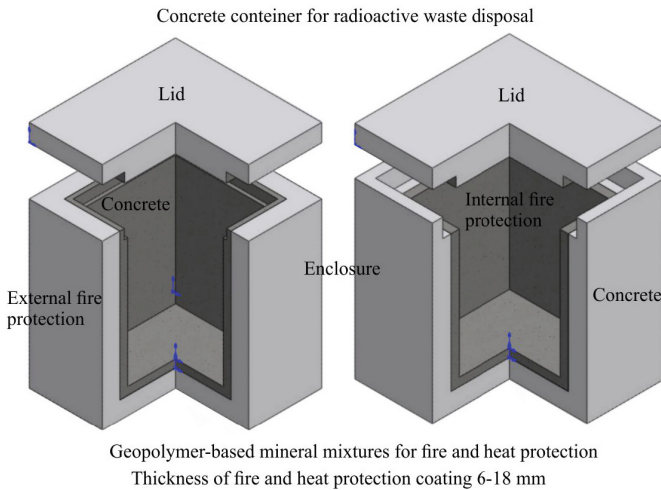 Concrete conteiner for radioactive waste disposal
Lid
Lid
Concrete
Internal fire
protection
Enclosure
External fire
protection
Concrete
Geopolymer-based mineral mixtures for fire and heat protection
Thickness of fire and heat protection coating 6-18 mm